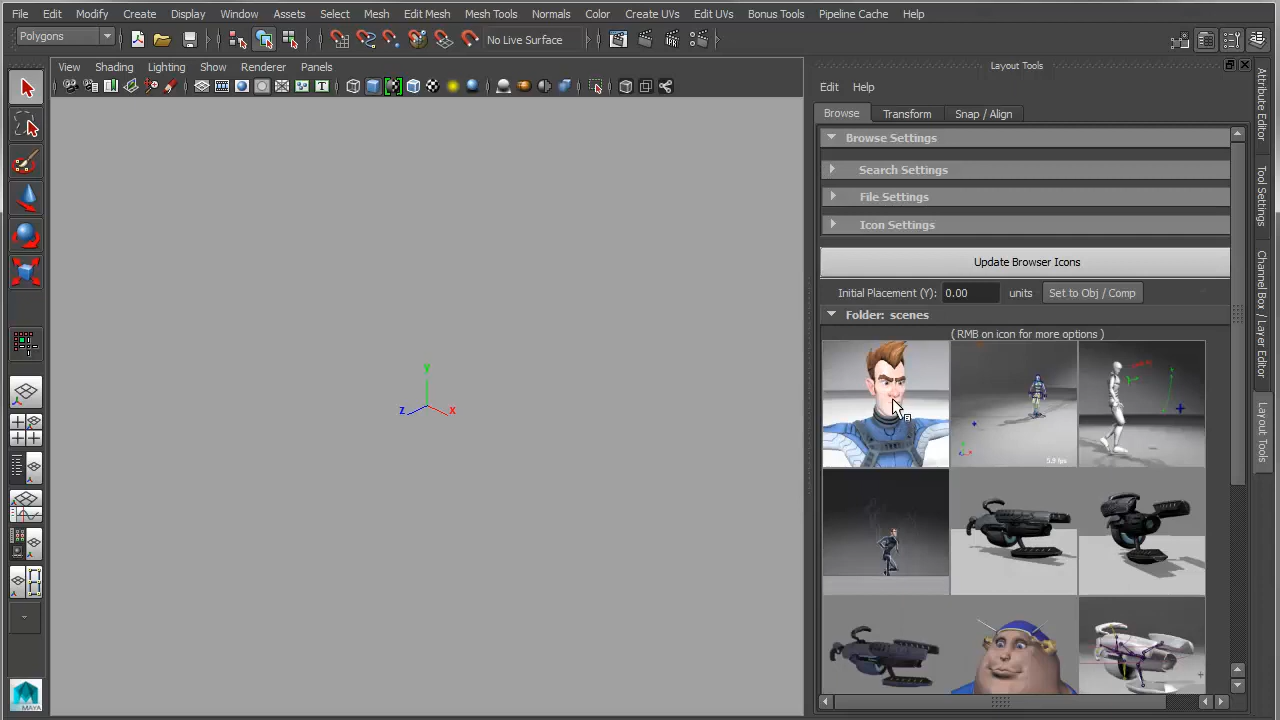 File Edit Modify Create Display Window Assets Select Mesh Edit Mesh Mesh Tools Normals Color Create UVs Edit UVs Bonus Tools Pipeline Cache Help
Polygons No Live Surface
View Shading Lighting Show Renderer Panels
Layout Tools
Edit Help
Browse Transform Snap / Align
Browse Settings
Search Settings
File Settings
Icon Settings
Update Browser Icons
Initial Placement (Y): 0.00 units Set to Obj / Comp
Folder: scenes
( RMB on icon for more options )
5.9 fps
y
z x
MAYA
Attribute Editor
Tool Settings
Channel Box / Layer Editor
Layout Tools